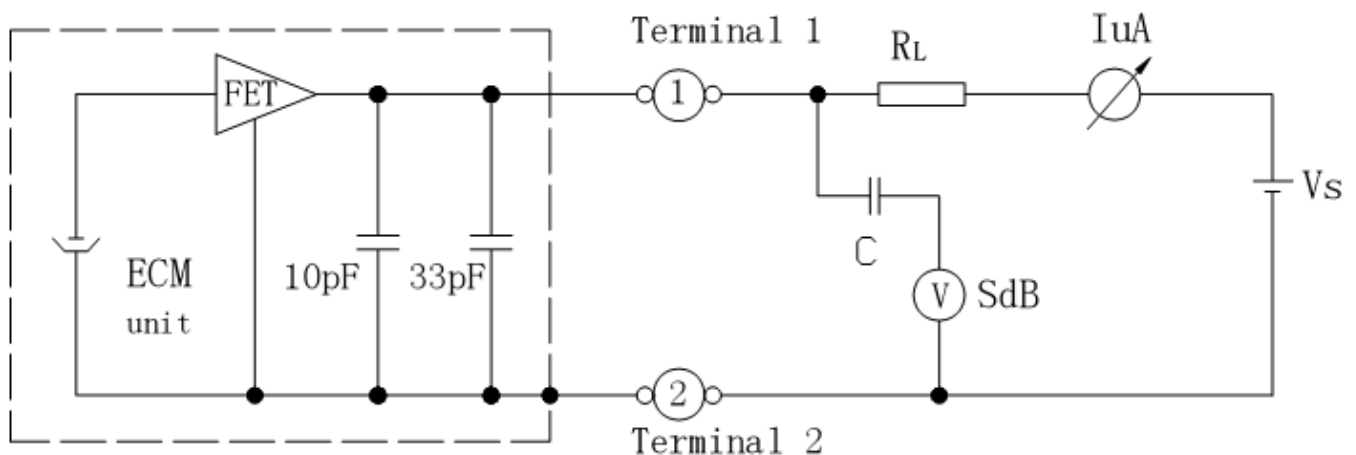 Terminal 1
RL
IuA
FET
1
Vs
ECM
unit
10pF
33pF
C
V
SdB
2
Terminal 2